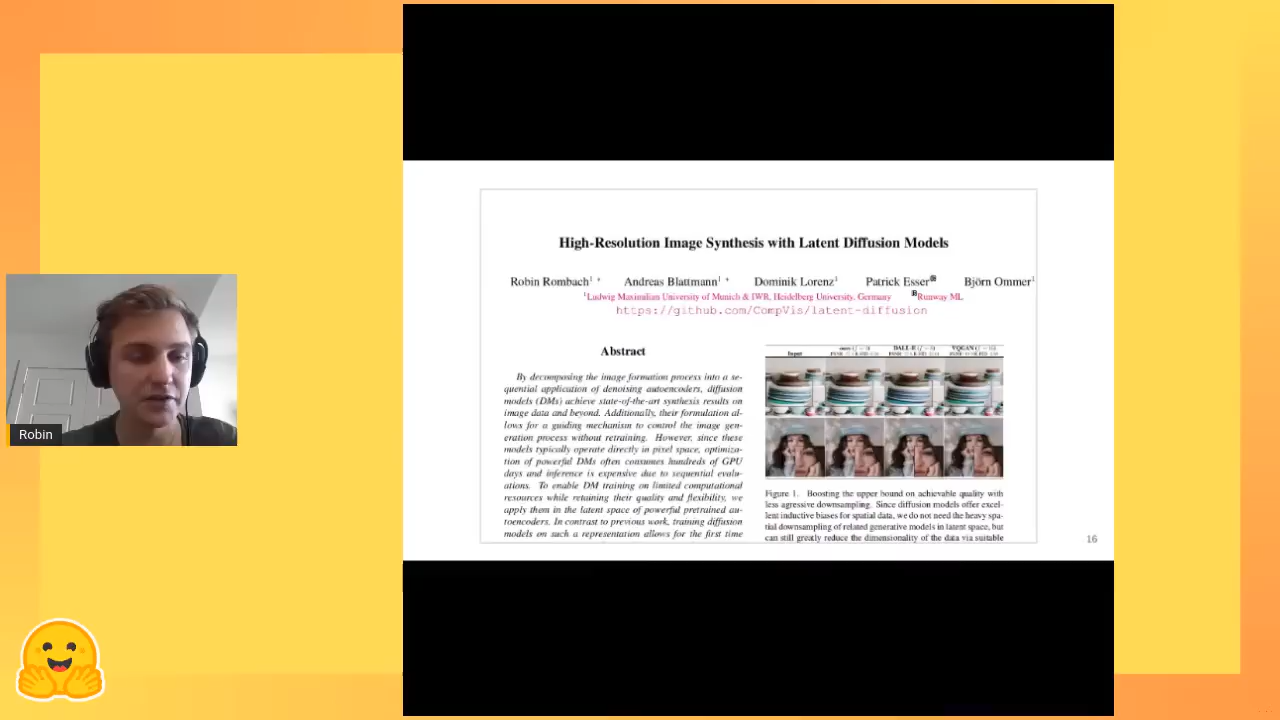 High-Resolution Image Synthesis with Latent Diffusion Models
Robin Rombach¹ * Andreas Blattmann¹ * Dominik Lorenz¹ Patrick Esser Björn Ommer¹
¹Ludwig Maximilian University of Munich & IWR, Heidelberg University, Germany Runway ML
https://github.com/CompVis/latent-diffusion
Abstract
By decomposing the image formation process into a se-
quential application of denoising autoencoders, diffusion
models (DMs) achieve state-of-the-art synthesis results on
image data and beyond. Additionally, their formulation al-
lows for a guiding mechanism to control the image gen-
eration process without retraining. However, since these
models typically operate directly in pixel space, optimiza-
tion of powerful DMs often consumes hundreds of GPU
days and inference is expensive due to sequential evalu-
ations. To enable DM training on limited computational
resources while retaining their quality and flexibility, we
apply them in the latent space of powerful pretrained au-
toencoders. In contrast to previous work, training diffusion
models on such a representation allows for the first time
Input
DALL-E
VQGAN
Figure 1. Boosting the upper bound on achievable quality with
less agressive downsampling. Since diffusion models offer excel-
lent inductive biases for spatial data, we do not need the heavy spa-
tial downsampling of related generative models in latent space, but
can still greatly reduce the dimensionality of the data via suitable
16
Robin